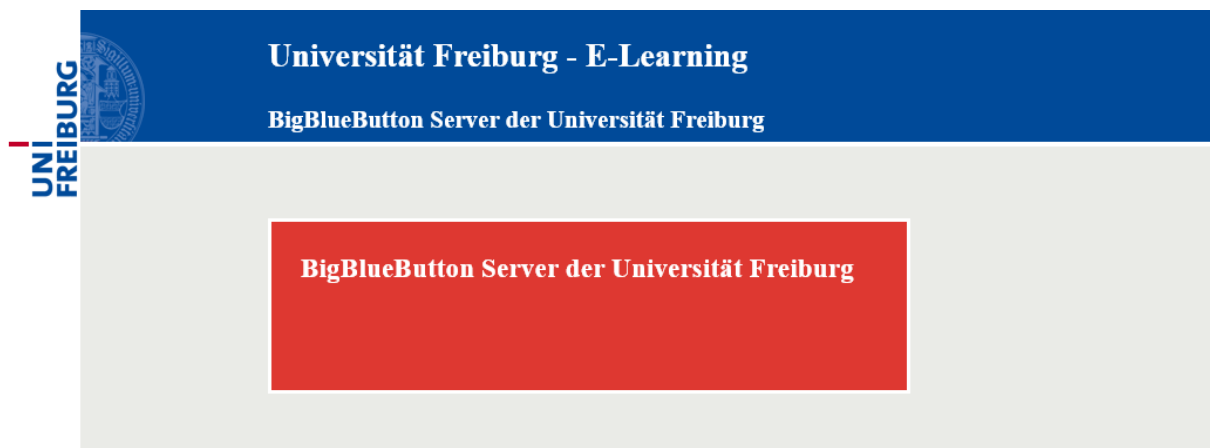 UNI
FREIBURG
Universität Freiburg - E-Learning
BigBlueButton Server der Universität Freiburg
BigBlueButton Server der Universität Freiburg